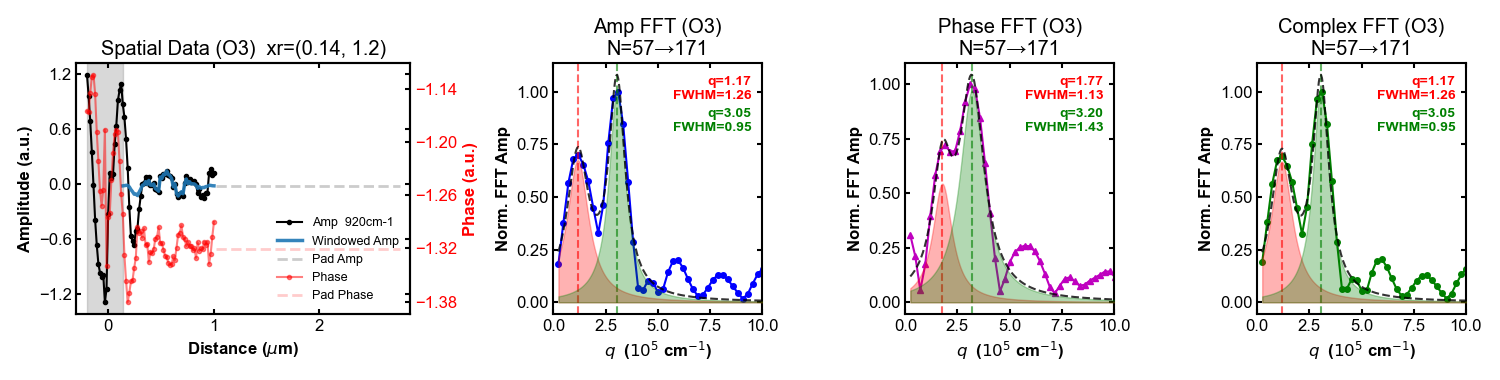 Spatial Data (O3)  xr=(0.14, 1.2)
1.2
0.6
0.0
−0.6
−1.2
Amplitude (a.u.)
0
1
2
Distance (μm)
−1.14
−1.20
−1.26
−1.32
−1.38
Phase (a.u.)
Amp  920cm-1
Windowed Amp
Pad Amp
Phase
Pad Phase
Amp FFT (O3)
N=57→171
q=1.17
FWHM=1.26
q=3.05
FWHM=0.95
1.00
0.75
0.50
0.25
0.00
Norm. FFT Amp
0.0
2.5
5.0
7.5
10.0
q (10⁵ cm⁻¹)
Phase FFT (O3)
N=57→171
q=1.77
FWHM=1.13
q=3.20
FWHM=1.43
1.00
0.75
0.50
0.25
0.00
Norm. FFT Amp
0.0
2.5
5.0
7.5
10.0
q (10⁵ cm⁻¹)
Complex FFT (O3)
N=57→171
q=1.17
FWHM=1.26
q=3.05
FWHM=0.95
1.00
0.75
0.50
0.25
0.00
Norm. FFT Amp
0.0
2.5
5.0
7.5
10.0
q (10⁵ cm⁻¹)